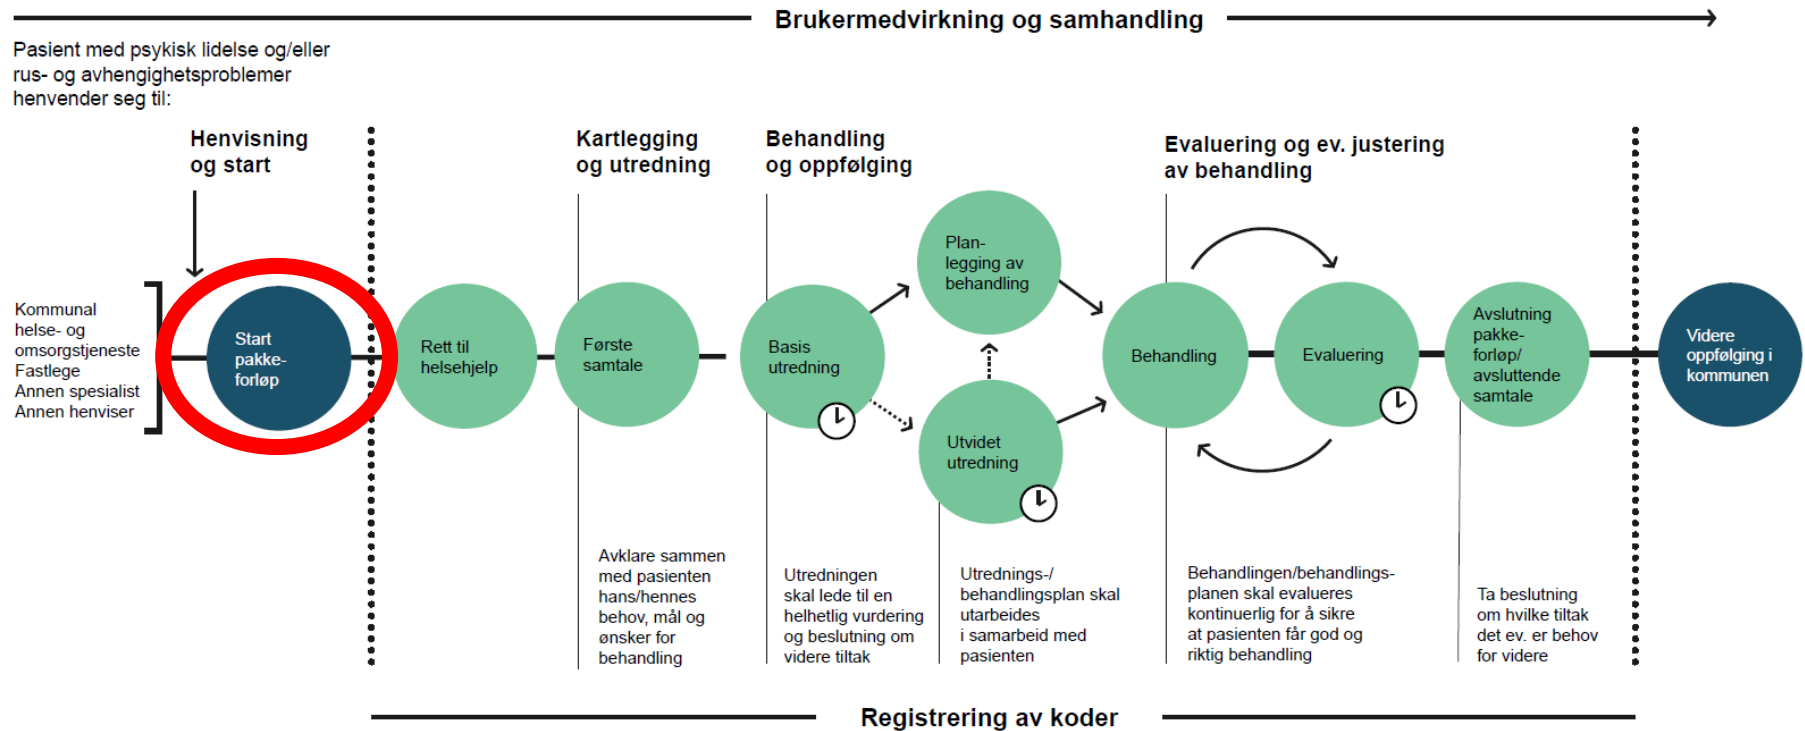 Brukermedvirkning og samhandling
Pasient med psykisk lidelse og/eller
rus- og avhengighetsproblemer
henvender seg til:
Henvisning
og start
Kartlegging
og utredning
Behandling
og oppfølging
Evaluering og ev. justering
av behandling
Kommunal
helse- og
omsorgstjeneste
Fastlege
Annen spesialist
Annen henviser
Start
pakke-
forløp
Rett til
helsehjelp
Første
samtale
Basis
utredning
Plan-
legging av
behandling
Utvidet
utredning
Behandling
Evaluering
Avslutning
pakke-
forløp/
avsluttende
samtale
Videre
oppfølging i
kommunen
Avklare sammen
med pasienten
hans/hennes
behov, mål og
ønsker for
behandling
Utredningen
skal lede til en
helhetlig vurdering
og beslutning om
videre tiltak
Utrednings-/
behandlingsplan skal
utarbeides
i samarbeid med
pasienten
Behandlingen/behandlings-
planen skal evalueres
kontinuerlig for å sikre
at pasienten får god og
riktig behandling
Ta beslutning
om hvilke tiltak
det ev. er behov
for videre
Registrering av koder